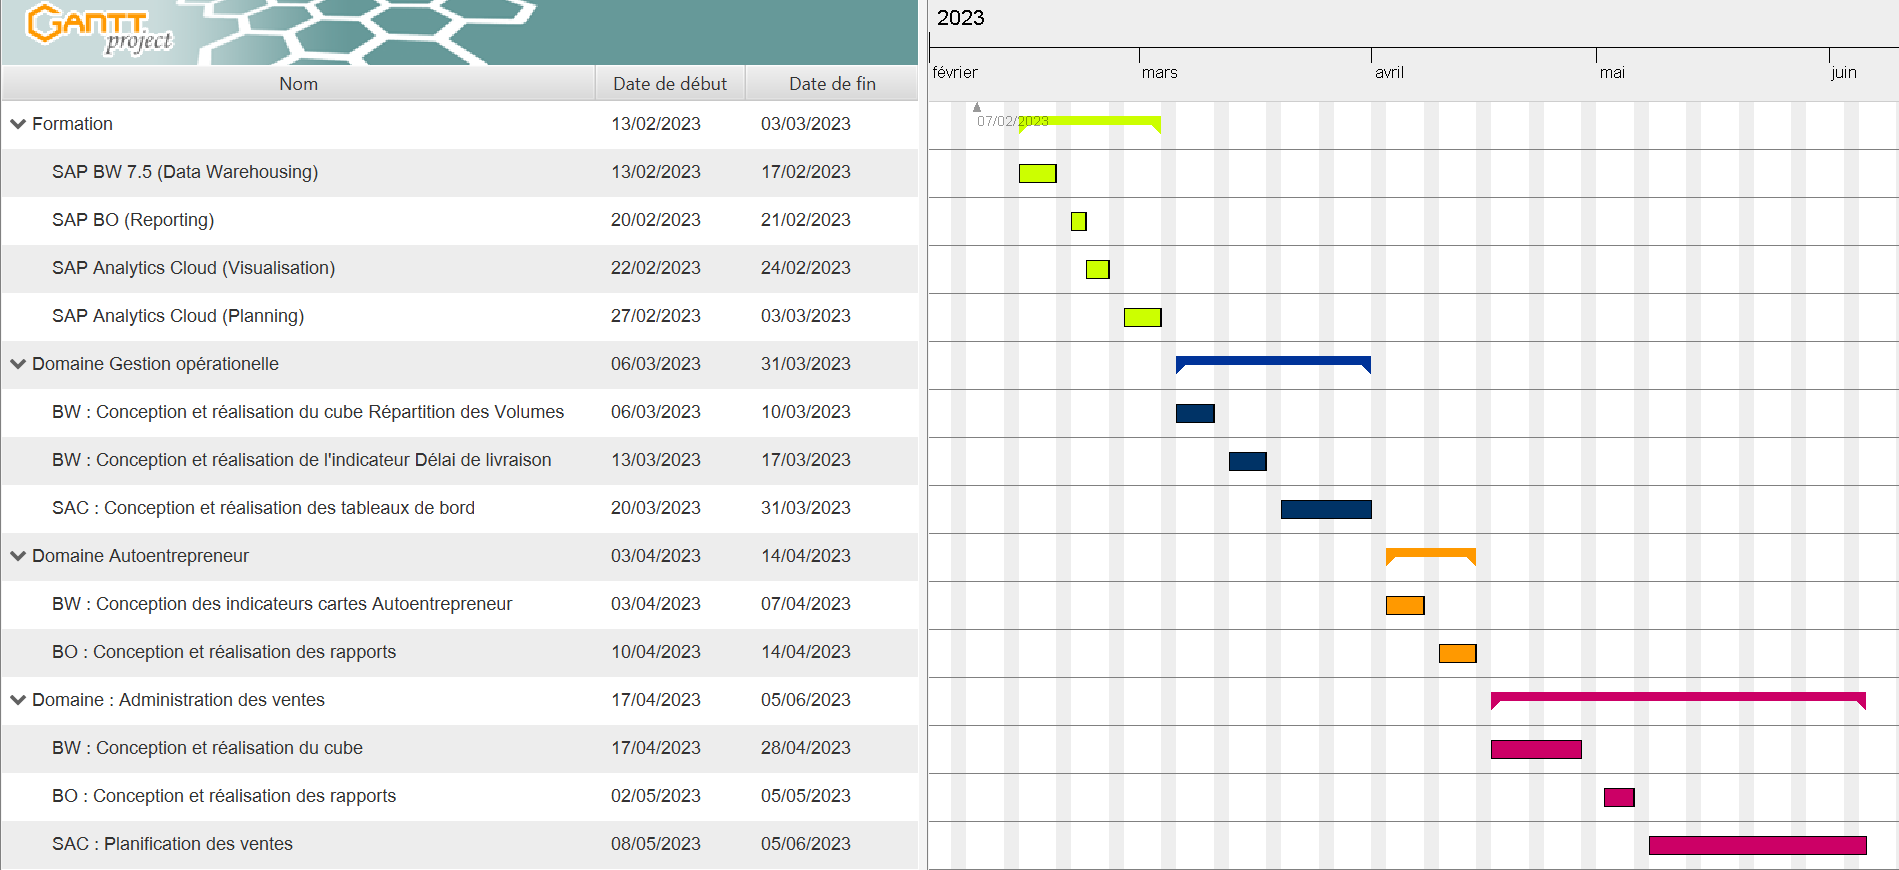 GANTT
project
2023
février mars avril mai juin
Nom Date de début Date de fin
07/02/2023
Formation 13/02/2023 03/03/2023
SAP BW 7.5 (Data Warehousing) 13/02/2023 17/02/2023
SAP BO (Reporting) 20/02/2023 21/02/2023
SAP Analytics Cloud (Visualisation) 22/02/2023 24/02/2023
SAP Analytics Cloud (Planning) 27/02/2023 03/03/2023
Domaine Gestion opérationelle 06/03/2023 31/03/2023
BW : Conception et réalisation du cube Répartition des Volumes 06/03/2023 10/03/2023
BW : Conception et réalisation de l'indicateur Délai de livraison 13/03/2023 17/03/2023
SAC : Conception et réalisation des tableaux de bord 20/03/2023 31/03/2023
Domaine Autoentrepreneur 03/04/2023 14/04/2023
BW : Conception des indicateurs cartes Autoentrepreneur 03/04/2023 07/04/2023
BO : Conception et réalisation des rapports 10/04/2023 14/04/2023
Domaine : Administration des ventes 17/04/2023 05/06/2023
BW : Conception et réalisation du cube 17/04/2023 28/04/2023
BO : Conception et réalisation des rapports 02/05/2023 05/05/2023
SAC : Planification des ventes 08/05/2023 05/06/2023